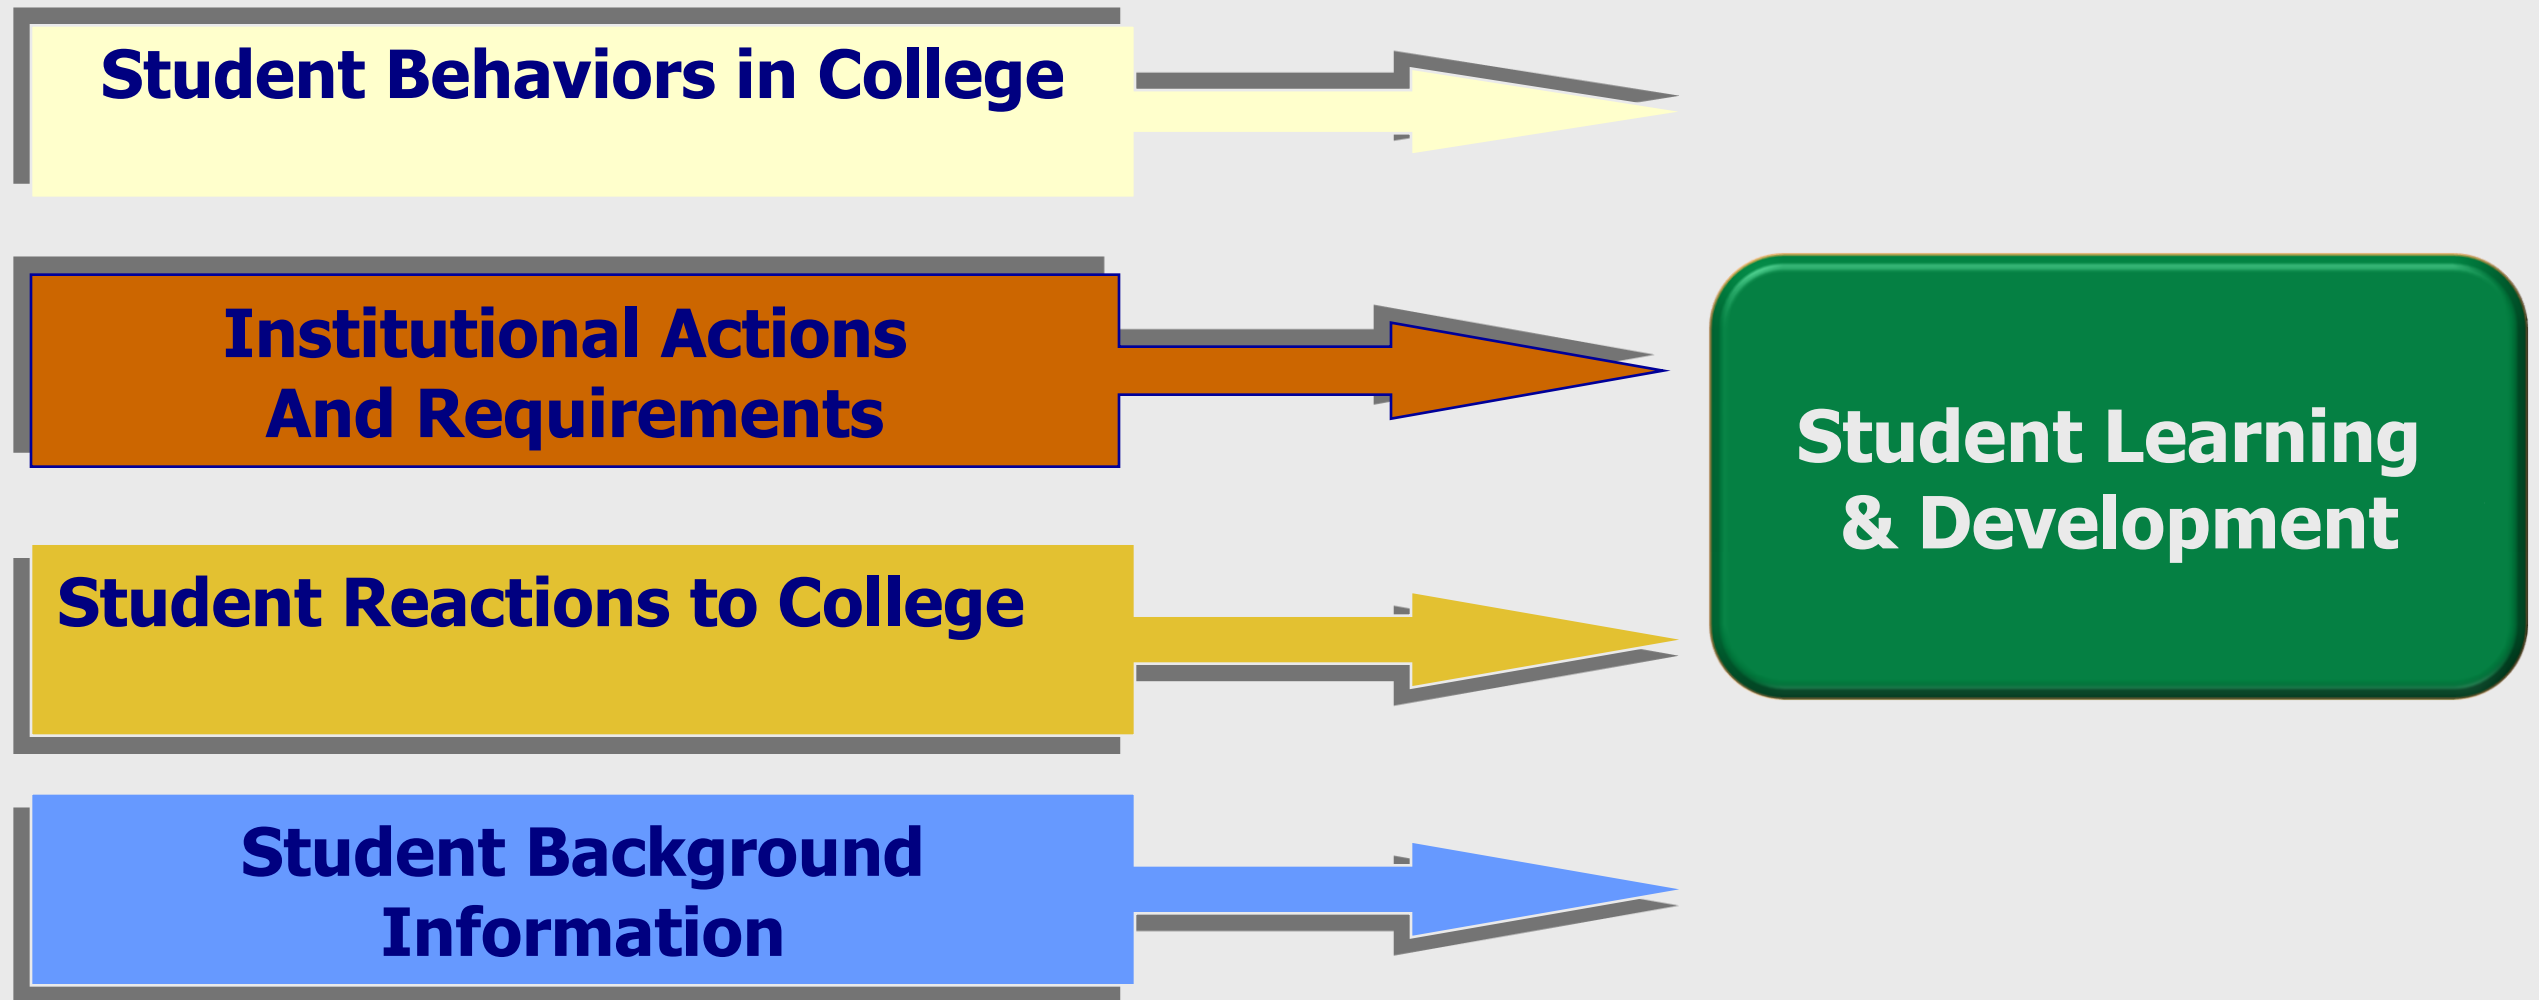 Student Behaviors in College
Institutional Actions
And Requirements
Student Learning
& Development
Student Reactions to College
Student Background
Information